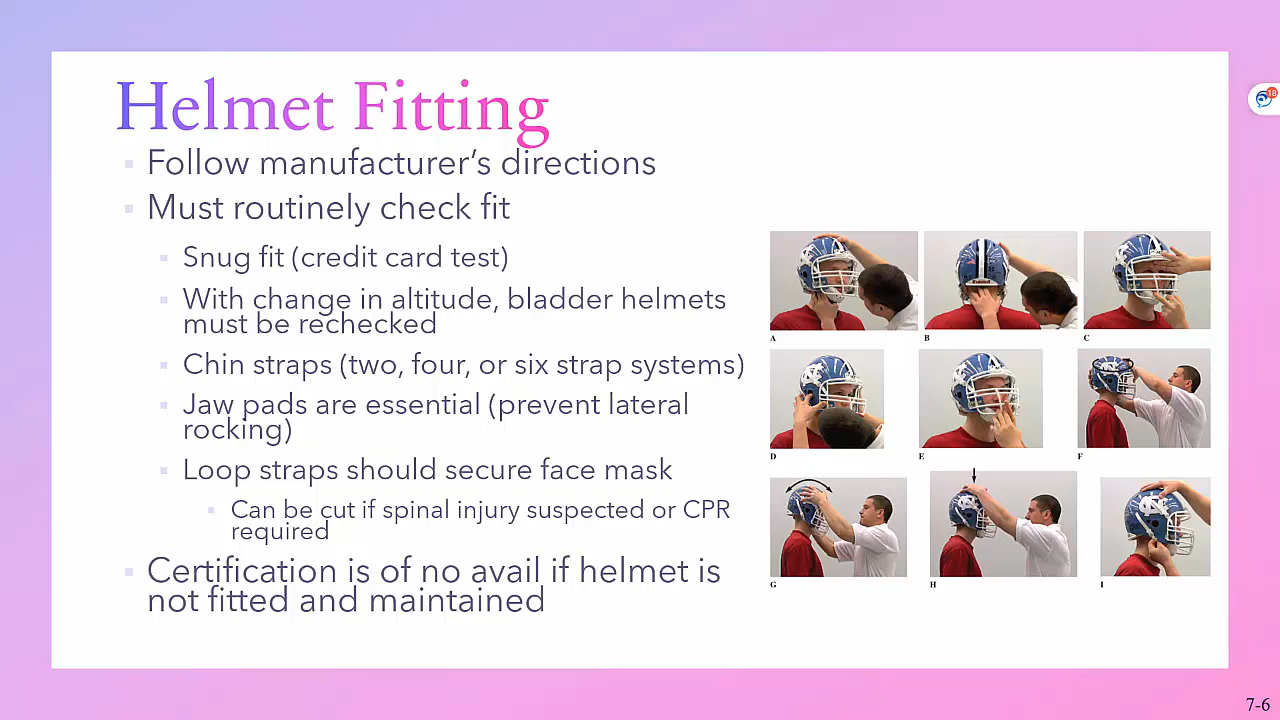 Helmet Fitting
Follow manufacturer's directions
Must routinely check fit
Snug fit (credit card test)
With change in altitude, bladder helmets
must be rechecked
Chin straps (two, four, or six strap systems)
Jaw pads are essential (prevent lateral
rocking)
Loop straps should secure face mask
Can be cut if spinal injury suspected or CPR
required
Certification is of no avail if helmet is
not fitted and maintained
A
B
C
D
E
F
G
H
I
7-6